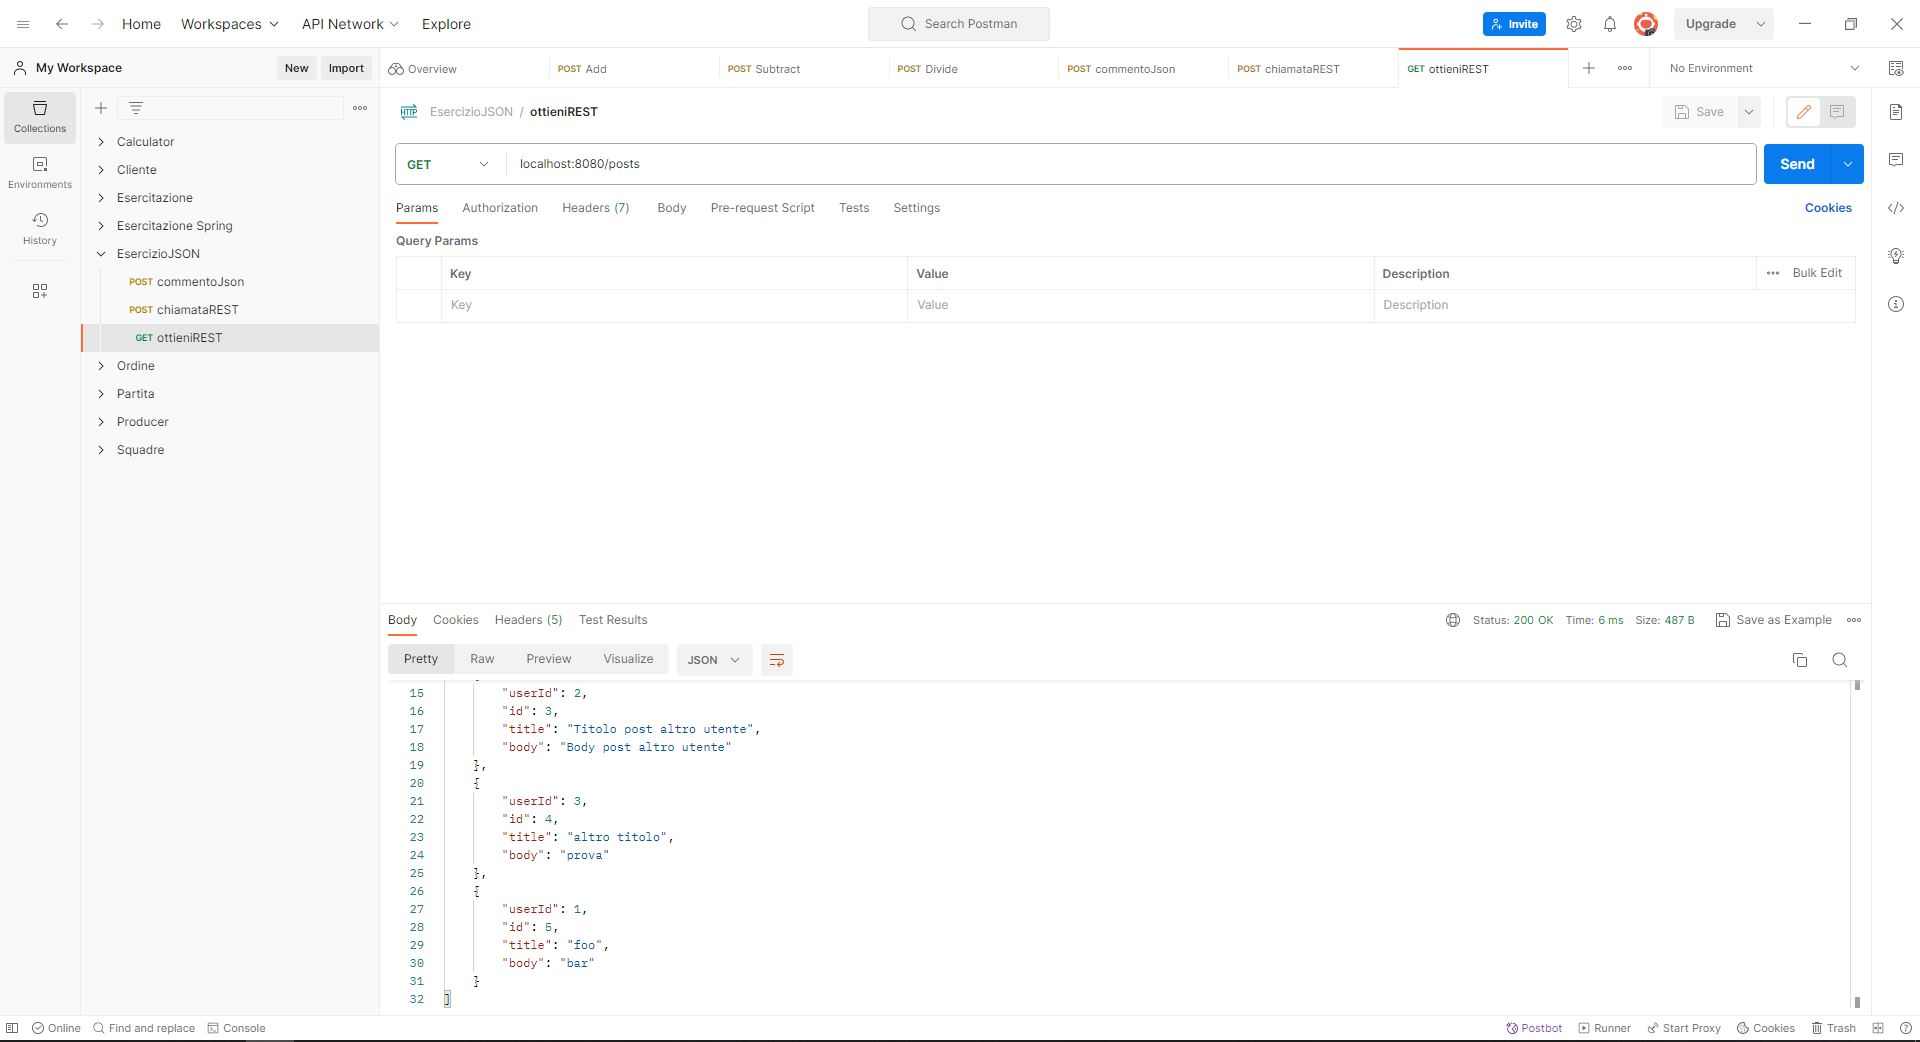 Home Workspaces API Network Explore Search Postman Invite Upgrade
My Workspace New Import
Overview POST Add POST Subtract POST Divide POST commentoJson POST chiamataREST GET ottieniREST No Environment
Collections
Environments
History
Calculator
Cliente
Esercitazione
Esercitazione Spring
EsercizioJSON
POST commentoJson
POST chiamataREST
GET ottieniREST
Ordine
Partita
Producer
Squadre
HTTP EsercizioJSON / ottieniREST Save
GET localhost:8080/posts Send
Params Authorization Headers (7) Body Pre-request Script Tests Settings Cookies
Query Params
Key Value Description Bulk Edit
Key Value Description
Body Cookies Headers (5) Test Results Status: 200 OK Time: 6 ms Size: 487 B Save as Example
Pretty Raw Preview Visualize JSON
15 "userId": 2,
16 "id": 3,
17 "title": "Titolo post altro utente",
18 "body": "Body post altro utente"
19 },
20 {
21 "userId": 3,
22 "id": 4,
23 "title": "altro titolo",
24 "body": "prova"
25 },
26 {
27 "userId": 1,
28 "id": 5,
29 "title": "foo",
30 "body": "bar"
31 }
32 ]
Online Find and replace Console Postbot Runner Start Proxy Cookies Trash